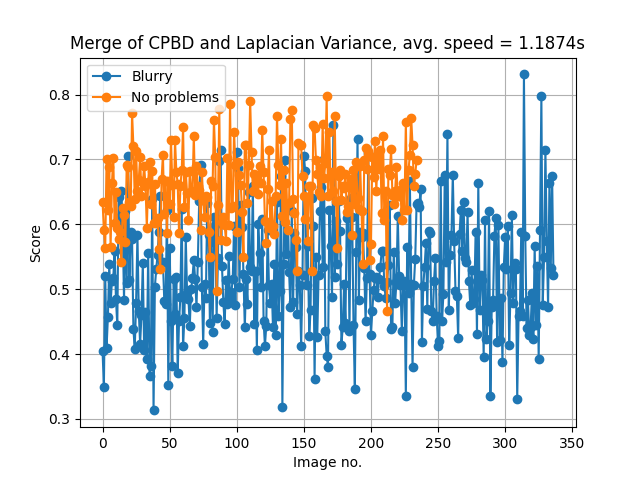 Merge of CPBD and Laplacian Variance, avg. speed = 1.1874s
Blurry
No problems
Score
0.8
0.7
0.6
0.5
0.4
0.3
0 50 100 150 200 250 300 350
Image no.